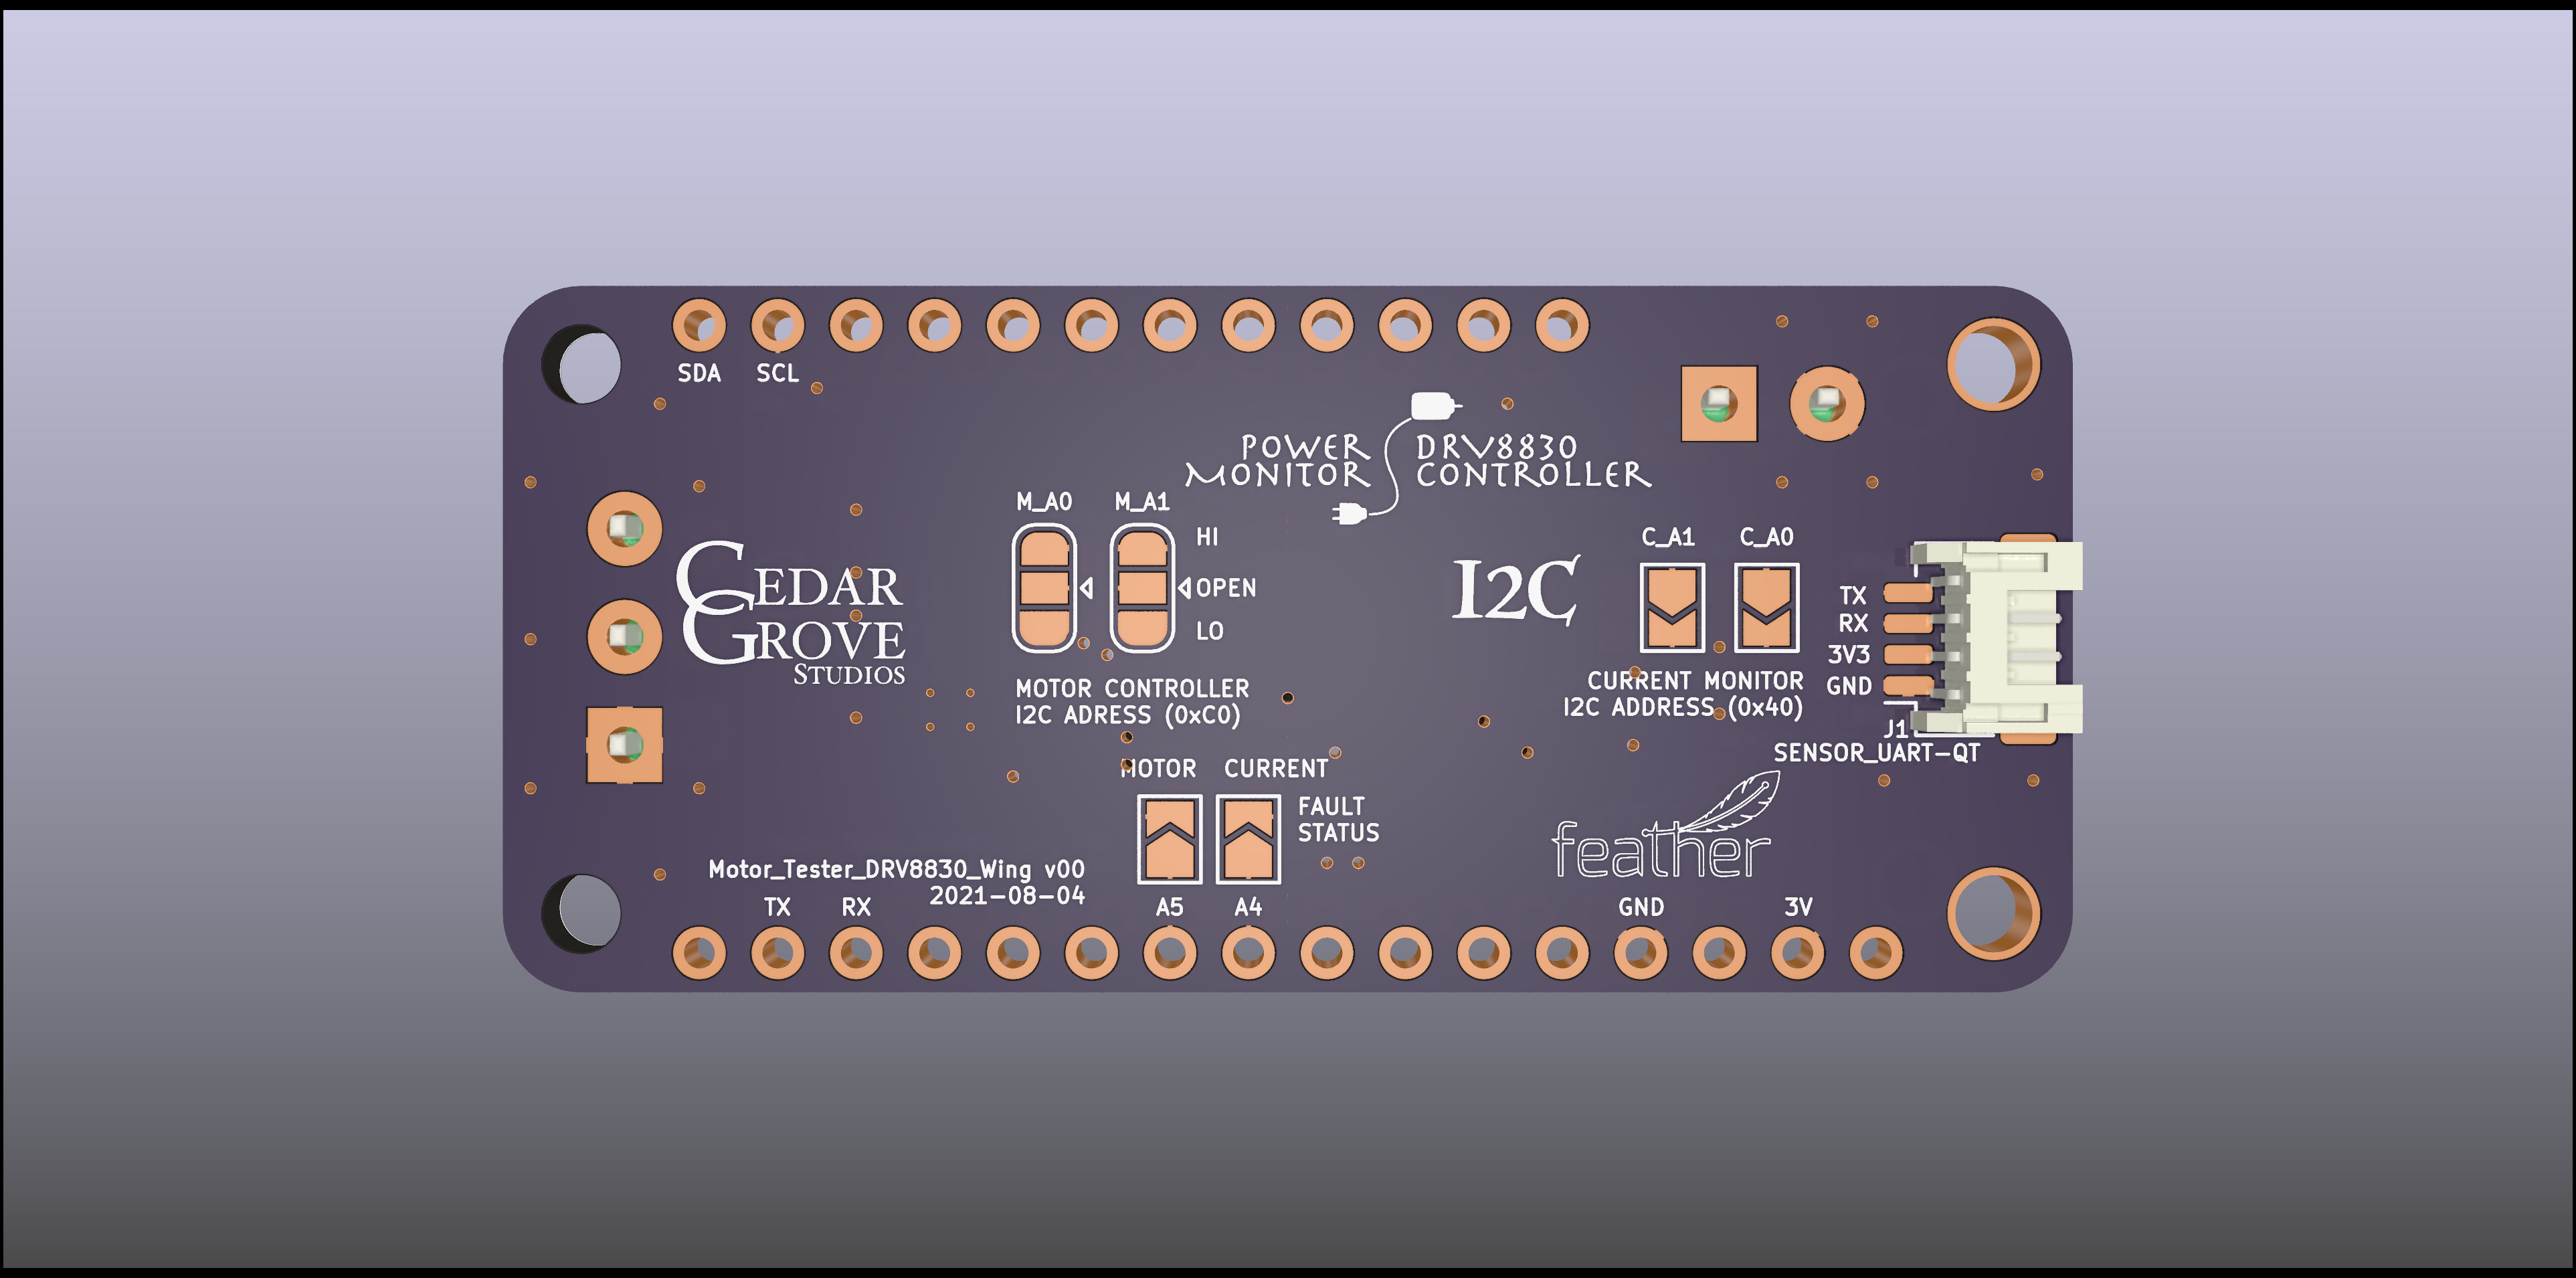 SDA SCL
POWER MONITOR
DRV8830 CONTROLLER
M_A0 M_A1
HI
OPEN
LO
CEDAR
GROVE
STUDIOS
I2C
C_A1 C_A0
TX
RX
3V3
GND
J1
SENSOR_UART-QT
MOTOR CONTROLLER
I2C ADRESS (0xC0)
CURRENT MONITOR
I2C ADDRESS (0x40)
MOTOR CURRENT
FAULT
STATUS
feather
Motor_Tester_DRV8830_Wing v00
2021-08-04
TX RX A5 A4 GND 3V